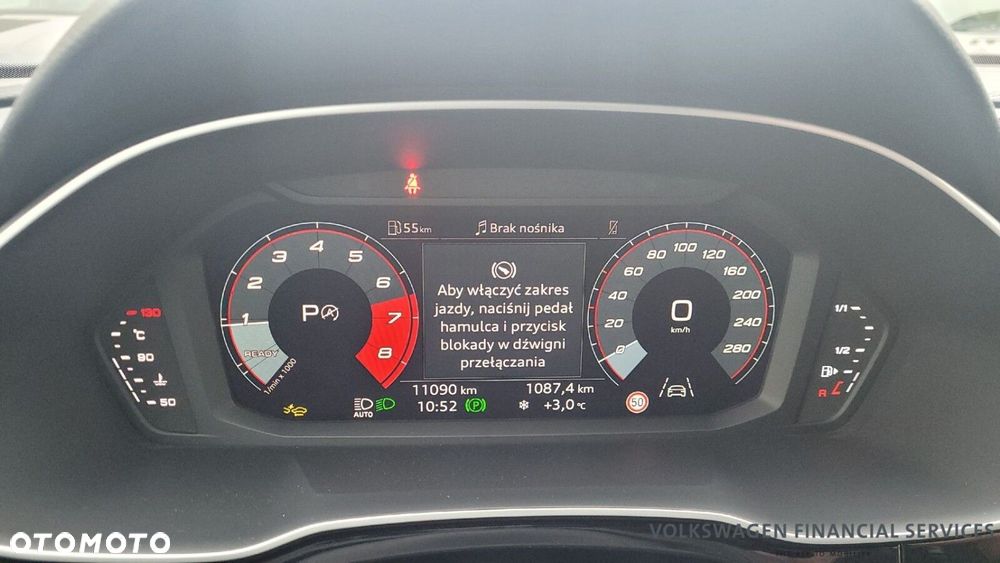 55 km
Brak nośnika
Aby włączyć zakres
jazdy, naciśnij pedał
hamulca i przycisk
blokady w dźwigni
przełączania
1 2 3 4 5 6 7 8
READY
1/min x 1000
P
A
0 20 40 60 80 100 120 160 200 240 280
0
km/h
130
°C
90
50
1/1
1/2
R
11090 km
1087,4 km
AUTO
10:52
P
+3,0 °C
50
OTOMOTO
VOLKSWAGEN FINANCIAL SERVICES